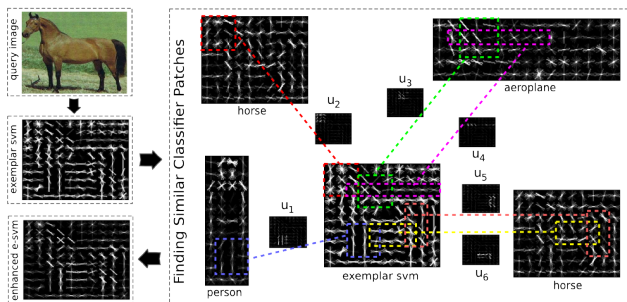 query image
exemplar svm
enhanced e-svm
Finding Similar Classifier Patches
horse
u2
u3
aeroplane
u4
u1
u5
person
exemplar svm
u6
horse